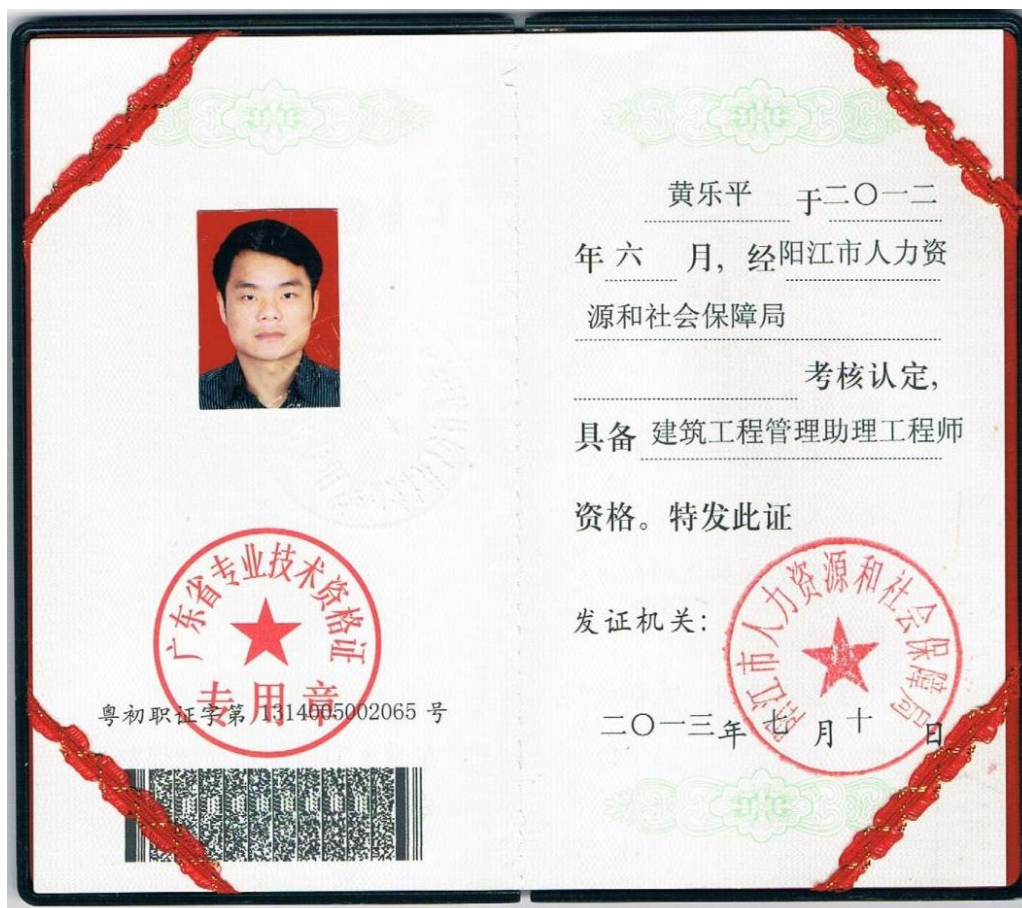 广东省专业技术资格证
专用章
粤初职证字第 1314005002065 号
黄乐平 于二〇一二
年六 月，经阳江市人力资
源和社会保障局
考核认定，
具备 建筑工程管理助理工程师
资格。特发此证
发证机关：
阳江市人力资源和社会保障局
二〇一三年 七 月 十 日